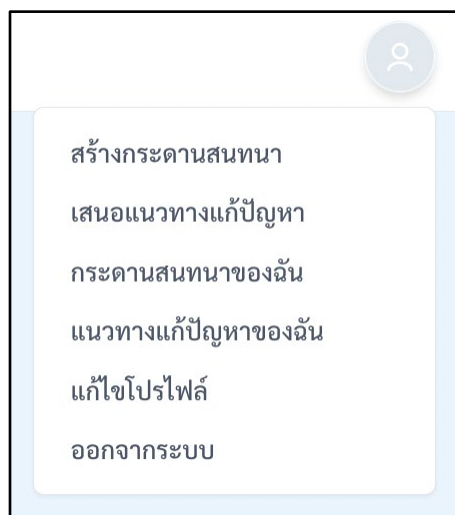 สร้างกระดานสนทนา
เสนอแนวทางแก้ปัญหา
กระดานสนทนาของฉัน
แนวทางแก้ปัญหาของฉัน
แก้ไขโปรไฟล์
ออกจากระบบ